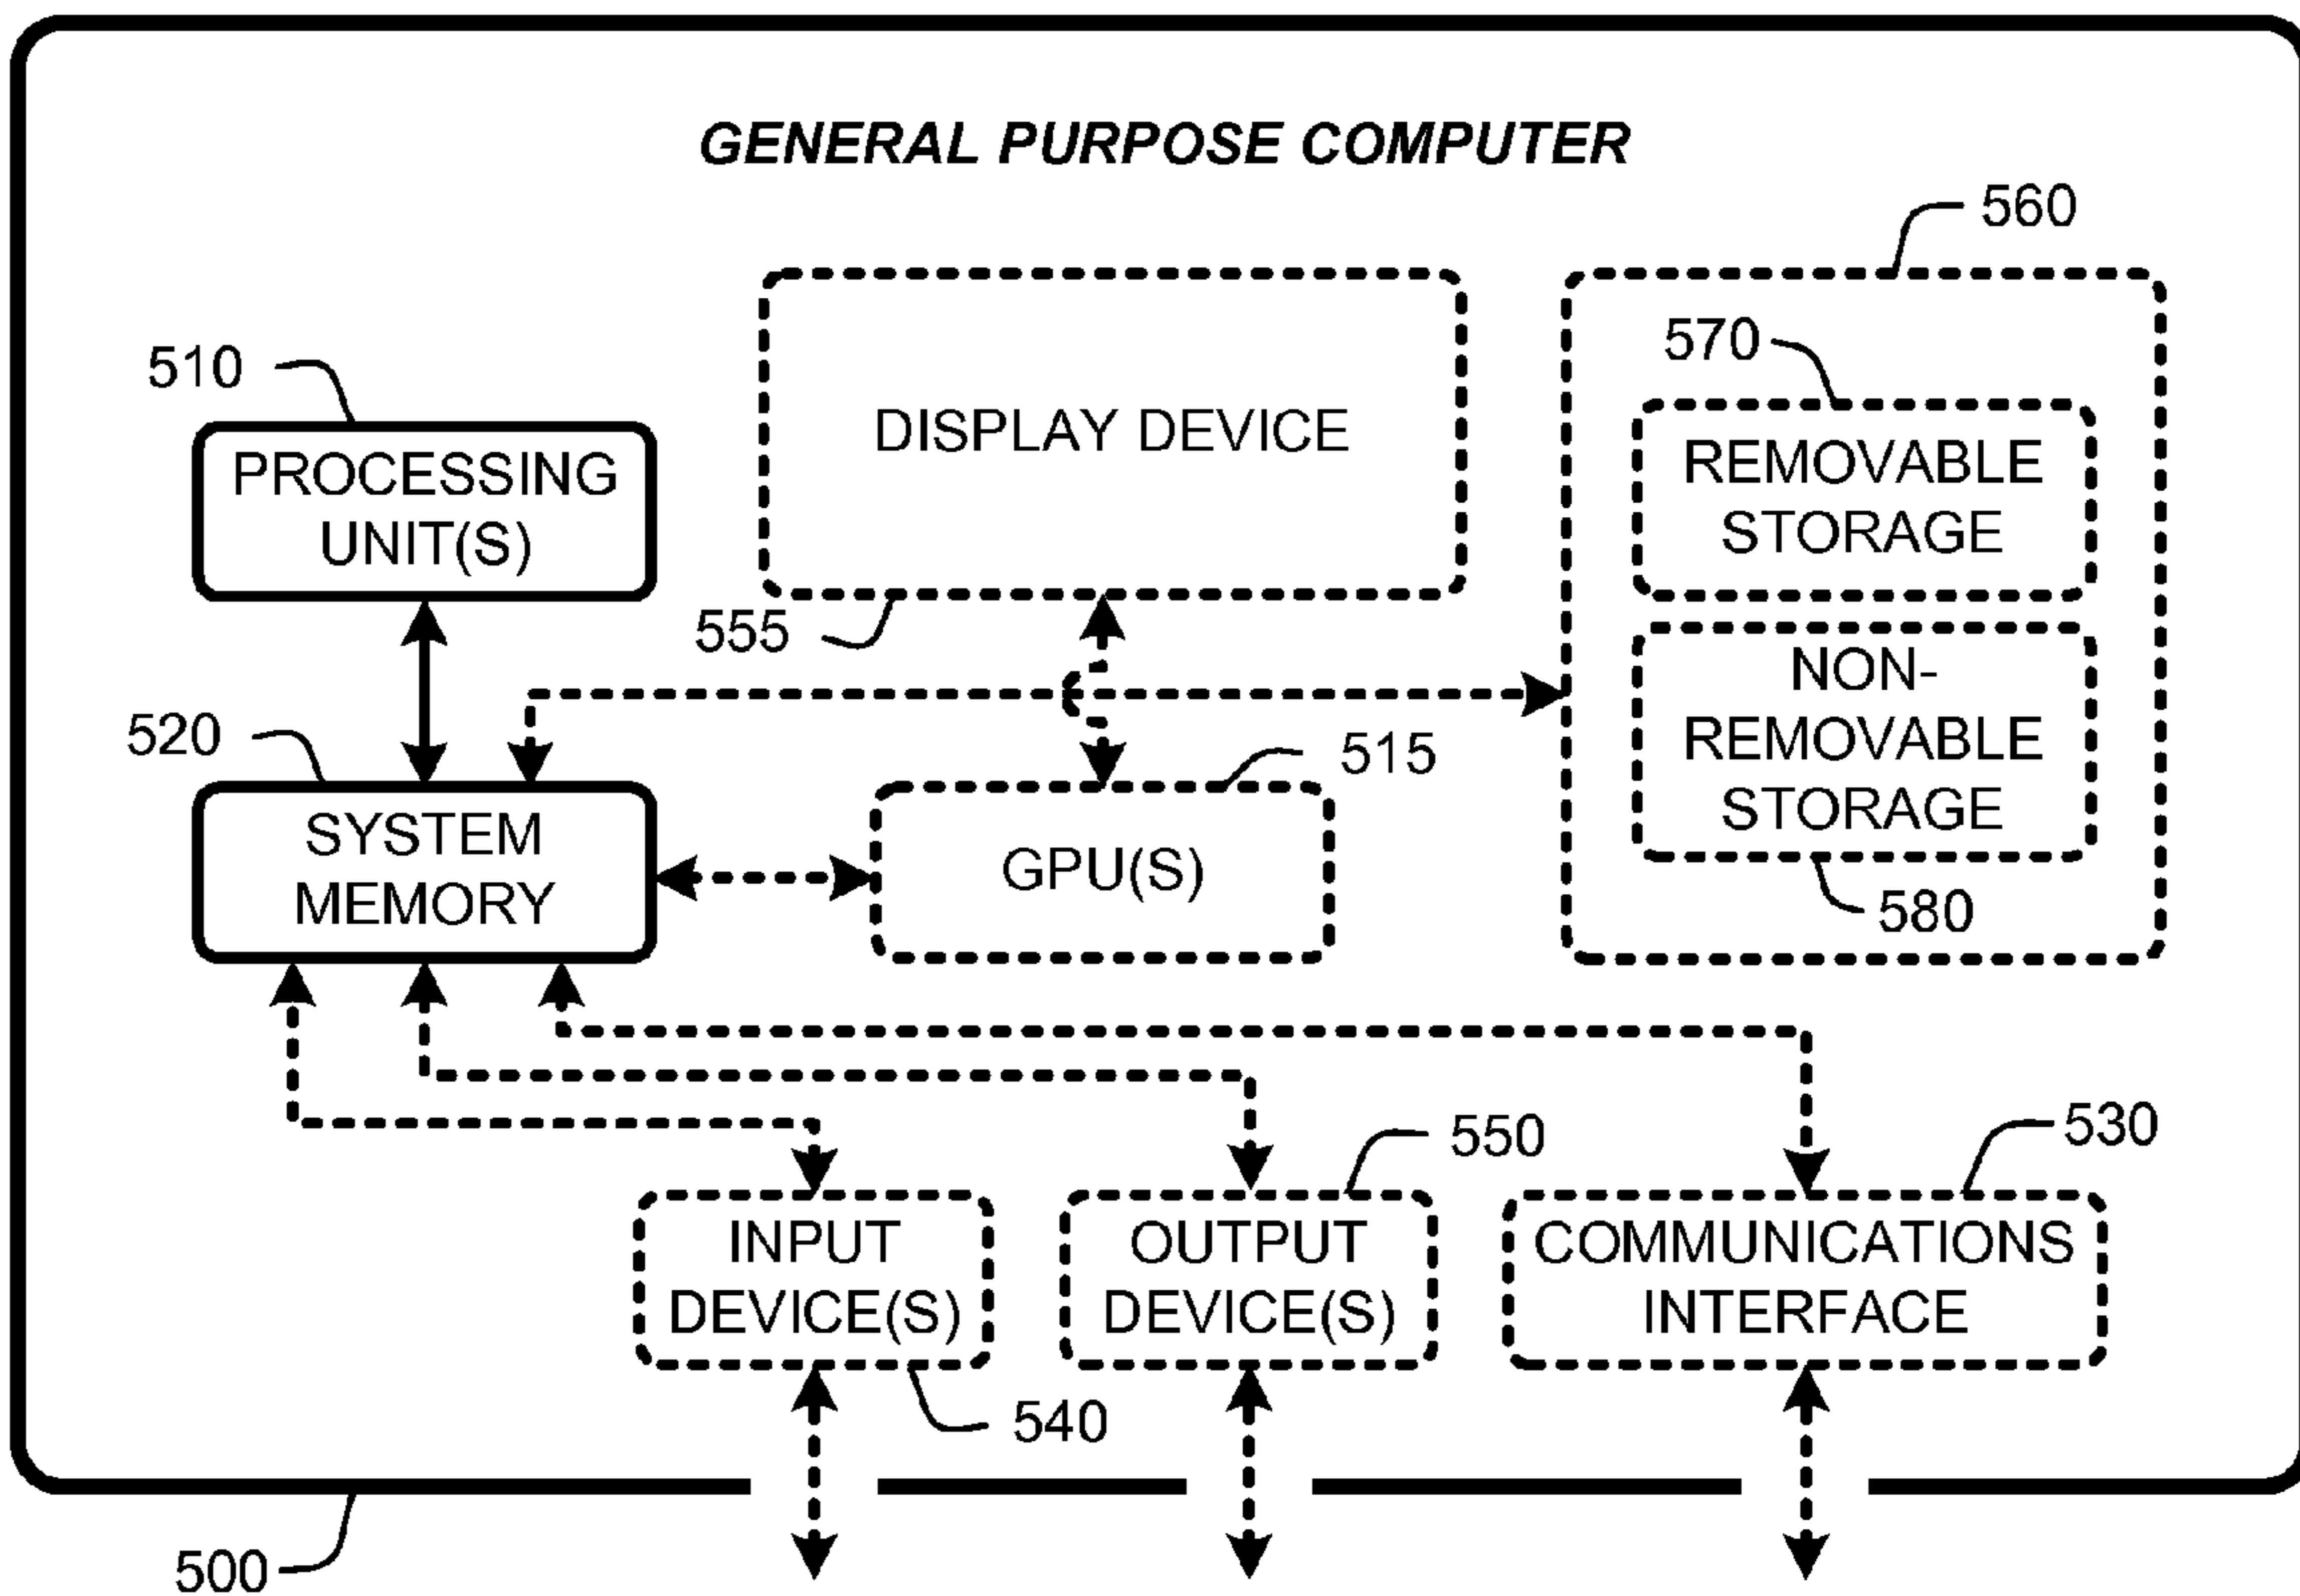 GENERAL PURPOSE COMPUTER
560
570
510
DISPLAY DEVICE
REMOVABLE
STORAGE
PROCESSING
UNIT(S)
555
NON-
REMOVABLE
STORAGE
520
515
SYSTEM
MEMORY
GPU(S)
580
550
530
INPUT
DEVICE(S)
OUTPUT
DEVICE(S)
COMMUNICATIONS
INTERFACE
540
500